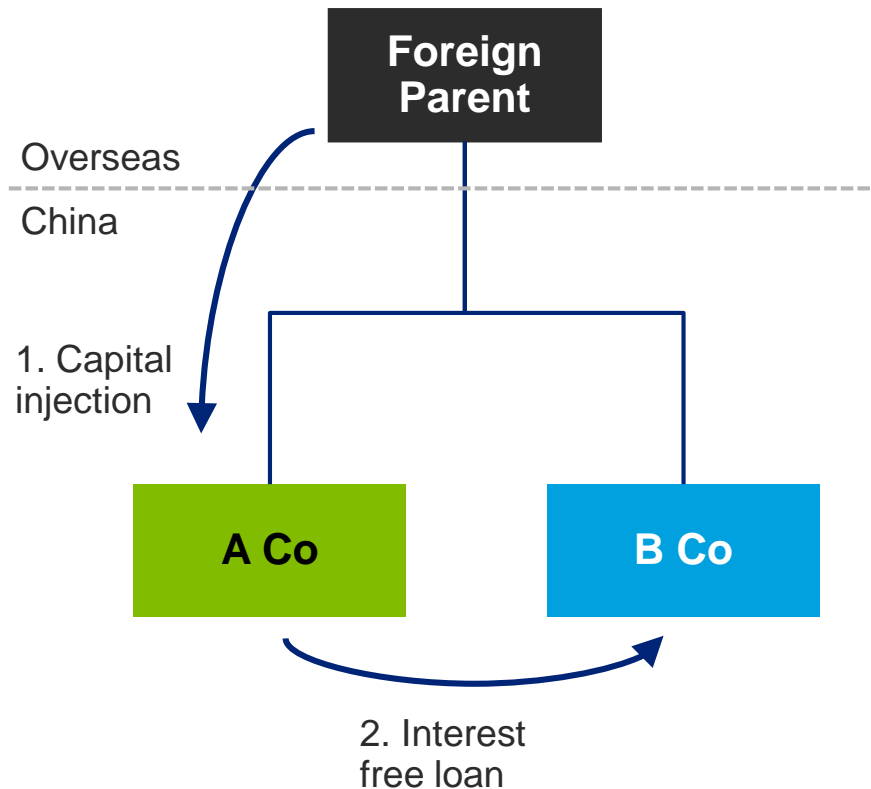 Foreign
Parent
Overseas
China
1. Capital
injection
A Co
B Co
2. Interest
free loan